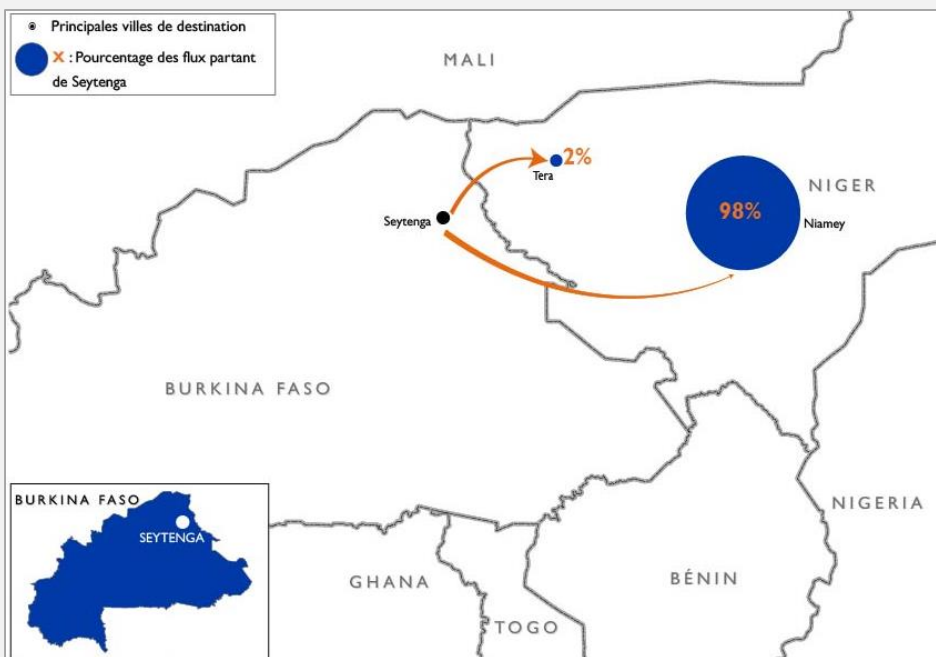 Principales villes de destination
X : Pourcentage des flux partant
de Seytenga
MALI
2%
Tera
NIGER
98%
Seytenga
Niamey
BURKINA FASO
BURKINA FASO
SEYTENGA
NIGERIA
GHANA
BÉNIN
TOGO